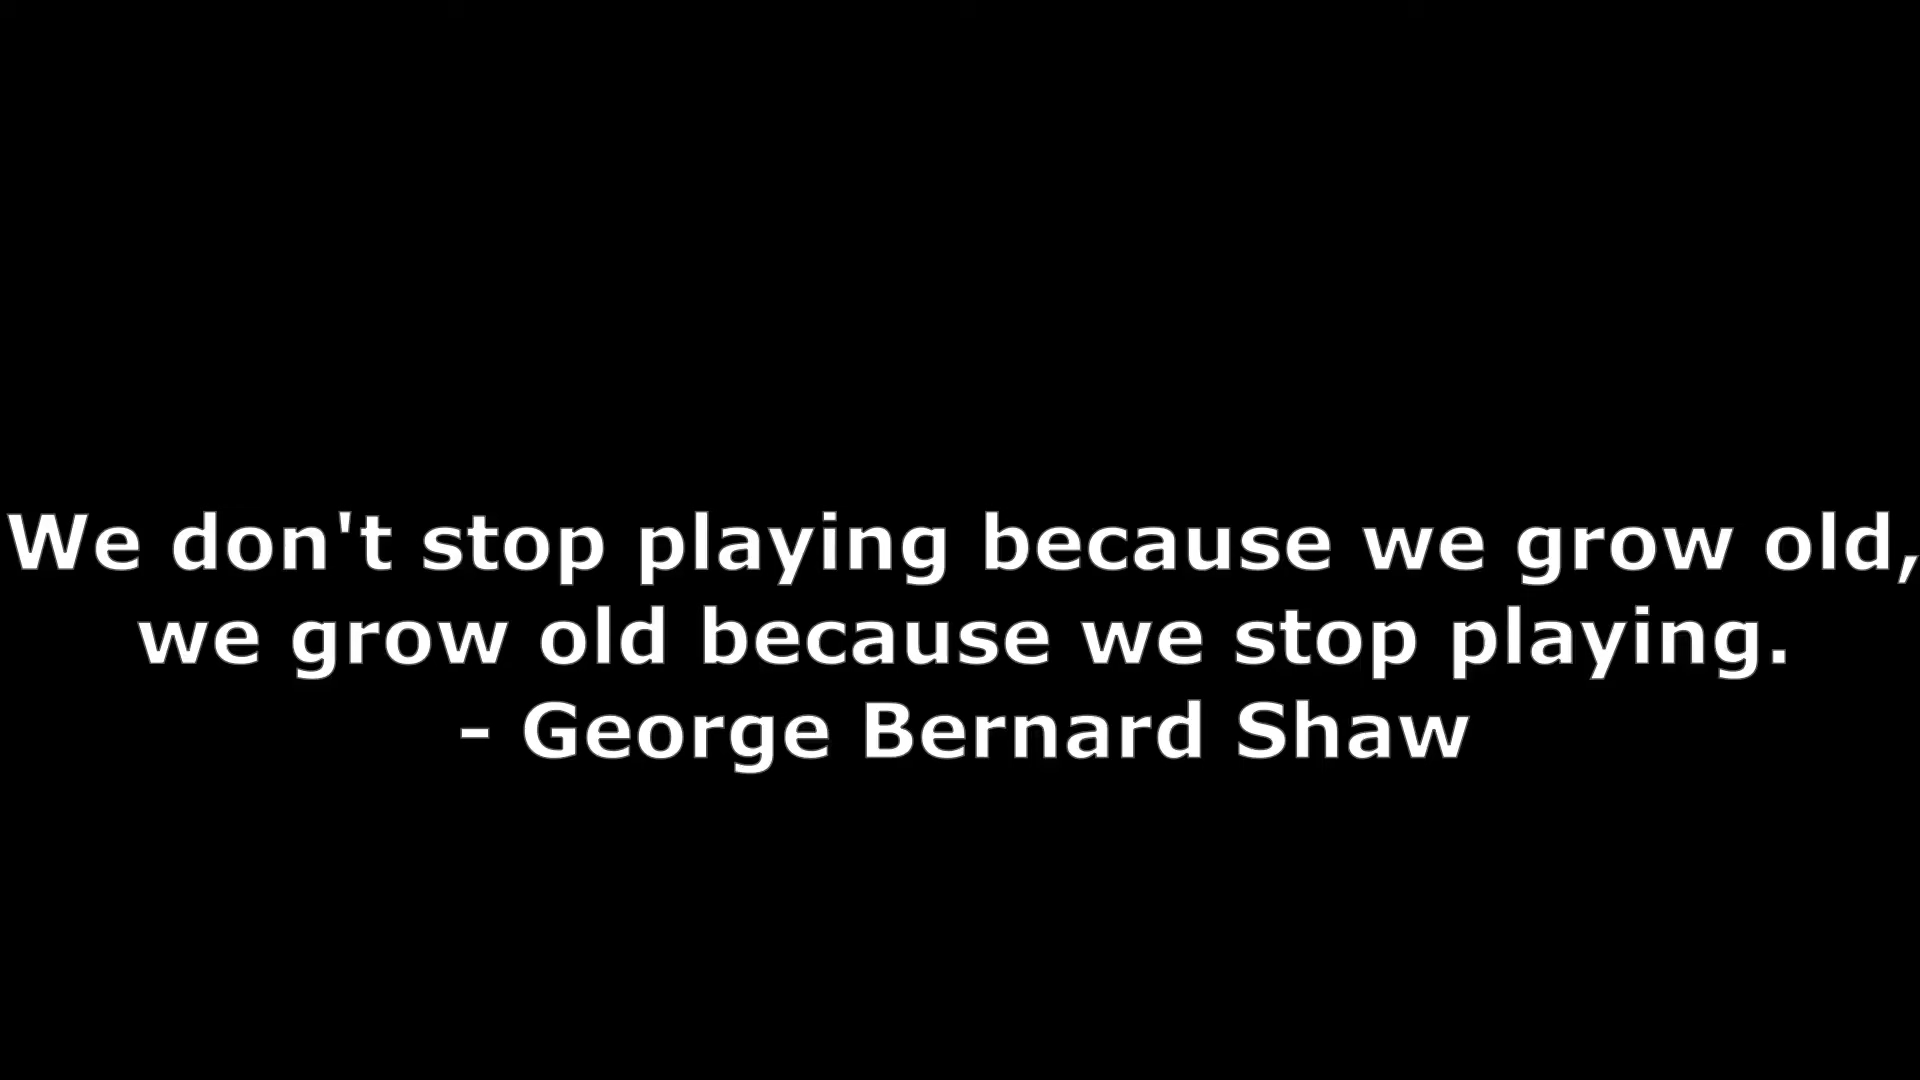 We don't stop playing because we grow old,
we grow old because we stop playing.
- George Bernard Shaw